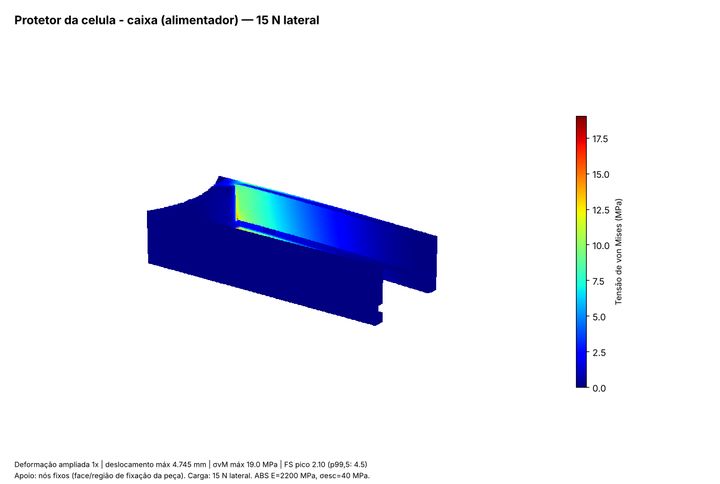 Protetor da celula - caixa (alimentador) — 15 N lateral
17.5
15.0
12.5
10.0
7.5
5.0
2.5
0.0
Tensão de von Mises (MPa)
Deformação ampliada 1x | deslocamento máx 4.745 mm | σvM máx 19.0 MPa | FS pico 2.10 (p99,5: 4.5)
Apoio: nós fixos (face/região de fixação da peça). Carga: 15 N lateral. ABS E=2200 MPa, σesc=40 MPa.